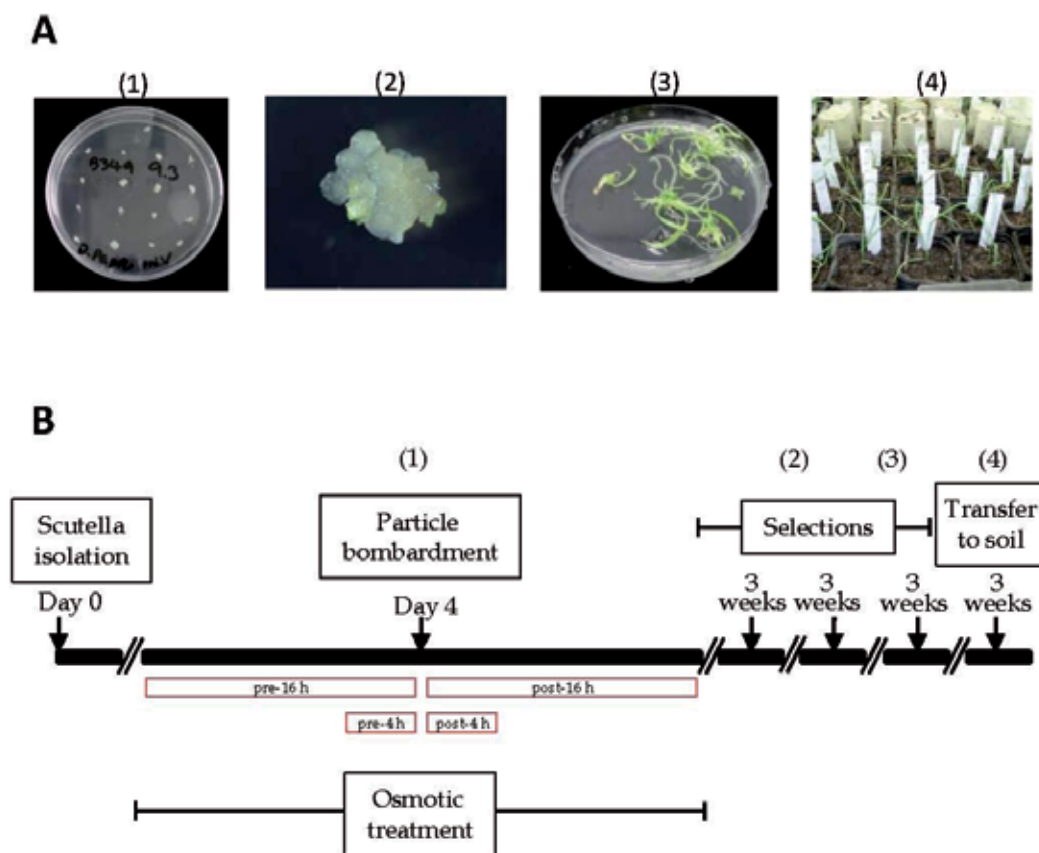 A
(1)
(2)
(3)
(4)
B349 9.3
B
(1)
(2)
(3)
(4)
Scutella
isolation
Particle
bombardment
Selections
Transfer
to soil
Day 0
Day 4
3
weeks
3
weeks
3
weeks
3
weeks
pre-16 h
post-16 h
pre-4 h
post-4 h
Osmotic
treatment